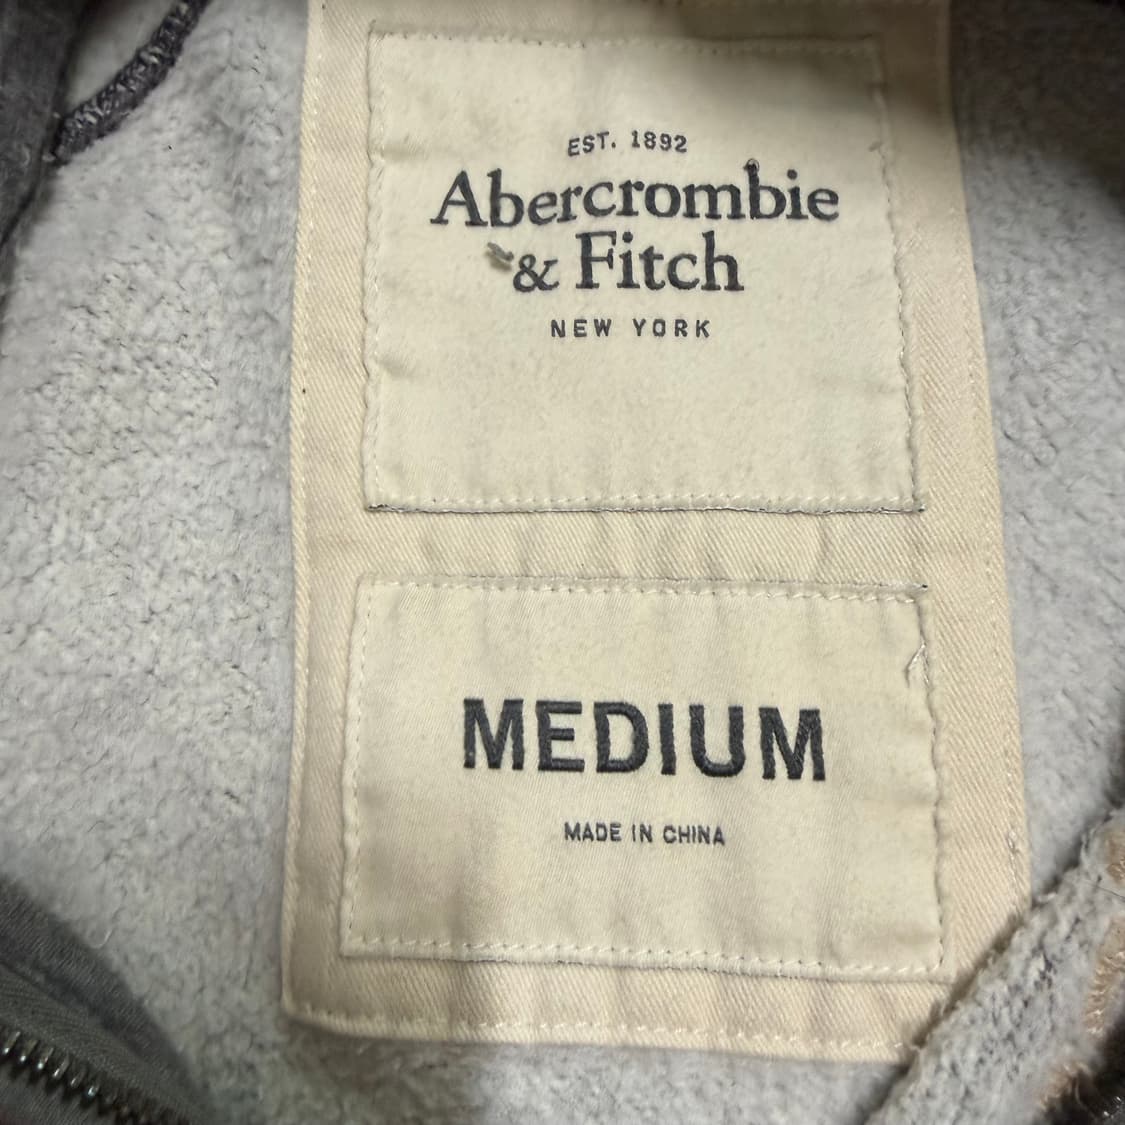 EST. 1892
Abercrombie
& Fitch
NEW YORK
MEDIUM
MADE IN CHINA